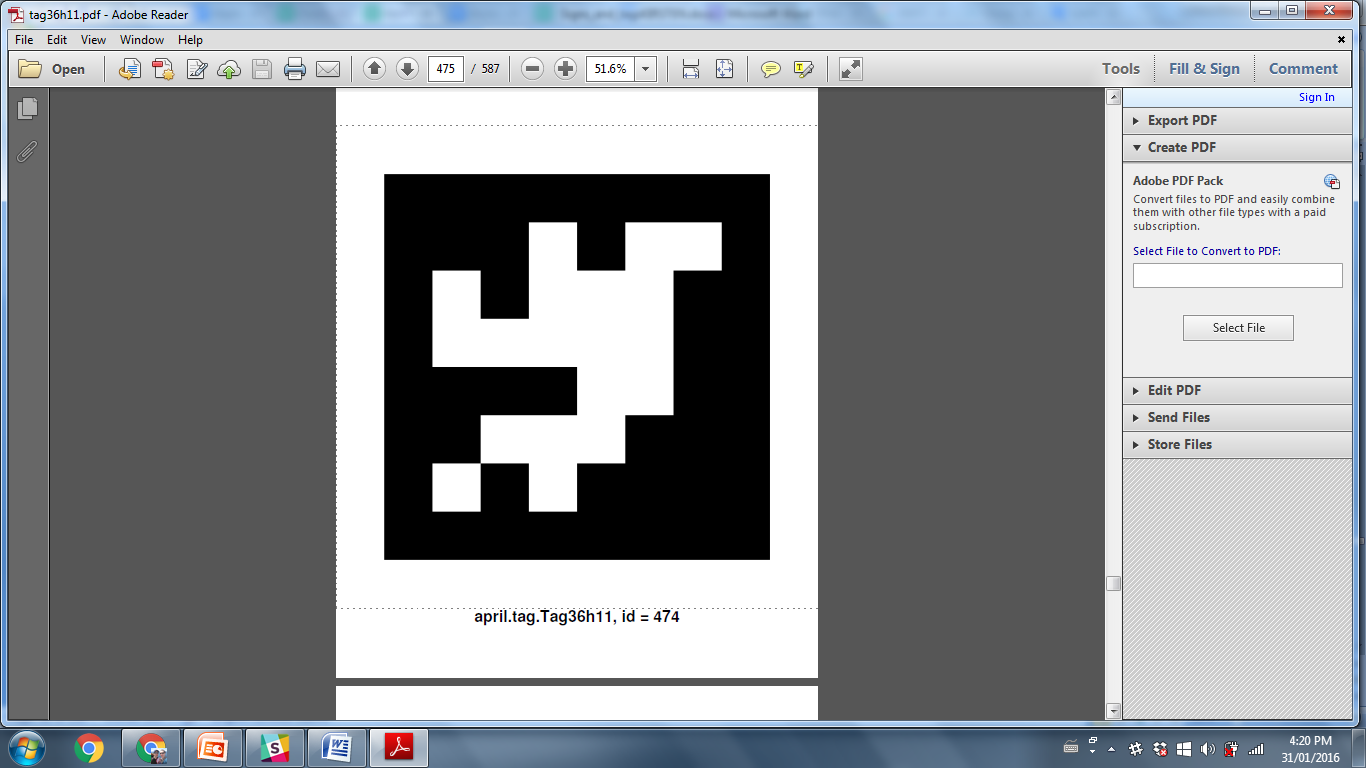 tag36h11.pdf - Adobe Reader
File Edit View Window Help
Open 475 / 587 51.6% Tools Fill & Sign Comment
Sign In
Export PDF
Create PDF
Adobe PDF Pack
Convert files to PDF and easily combine
them with other file types with a paid
subscription.
Select File to Convert to PDF:
Select File
Edit PDF
Send Files
Store Files
april.tag.Tag36h11, id = 474
4:20 PM
31/01/2016